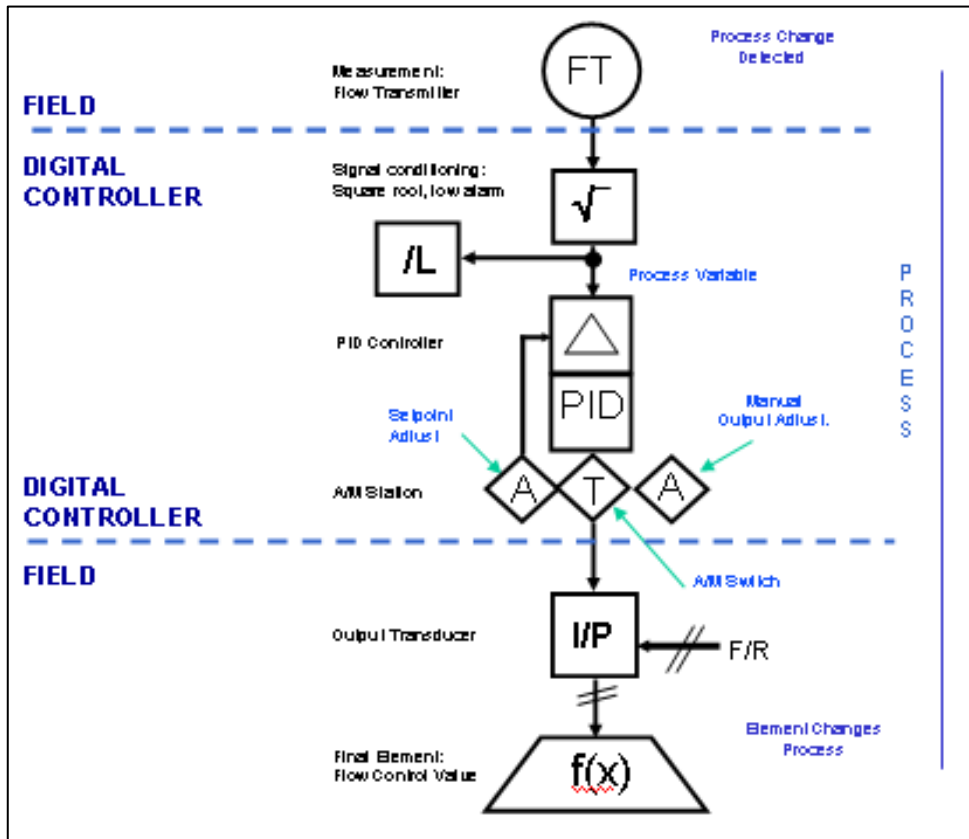 Process Change
Detected
FT
Measurement:
Flow Transmitter
FIELD
DIGITAL
CONTROLLER
Signal conditioning:
Square root, low alarm
√
/L
Process Variable
PROCESS
PID Controller
△
PID
Setpoint
Adjust
Manual
Output Adjust.
DIGITAL
CONTROLLER
A/M Station
A
T
A
FIELD
A/M Switch
Output Transducer
I/P
F/R
Element Changes
Process
Final Element:
Flow Control Value
f(x)